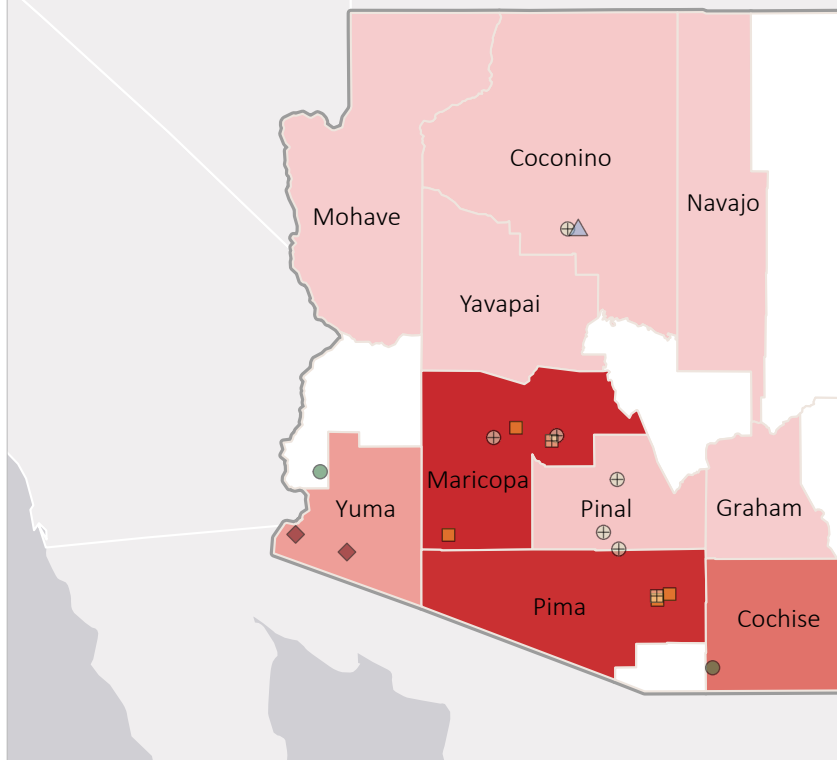 Coconino
Navajo
Mohave
Yavapai
Maricopa
Yuma
Pinal
Graham
Pima
Cochise